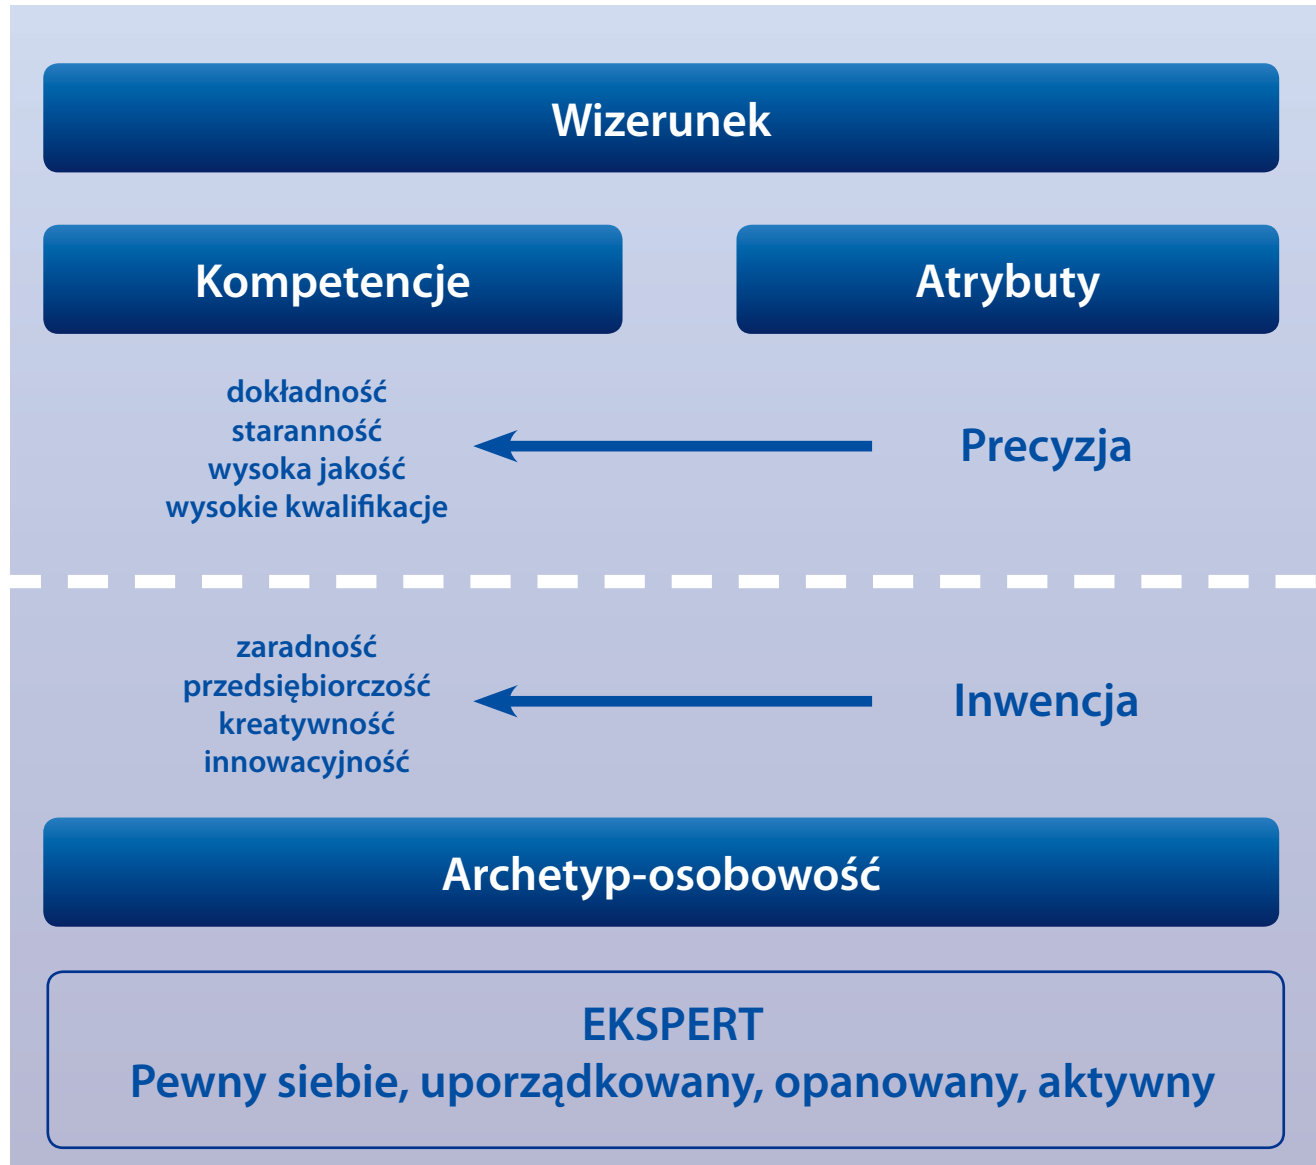 Wizerunek
Kompetencje
Atrybuty
dokładność
staranność
wysoka jakość
wysokie kwalifikacje
Precyzja
zaradność
przedsiębiorczość
kreatywność
innowacyjność
Inwencja
Archetyp-osobowość
EKSPERT
Pewny siebie, uporządkowany, opanowany, aktywny